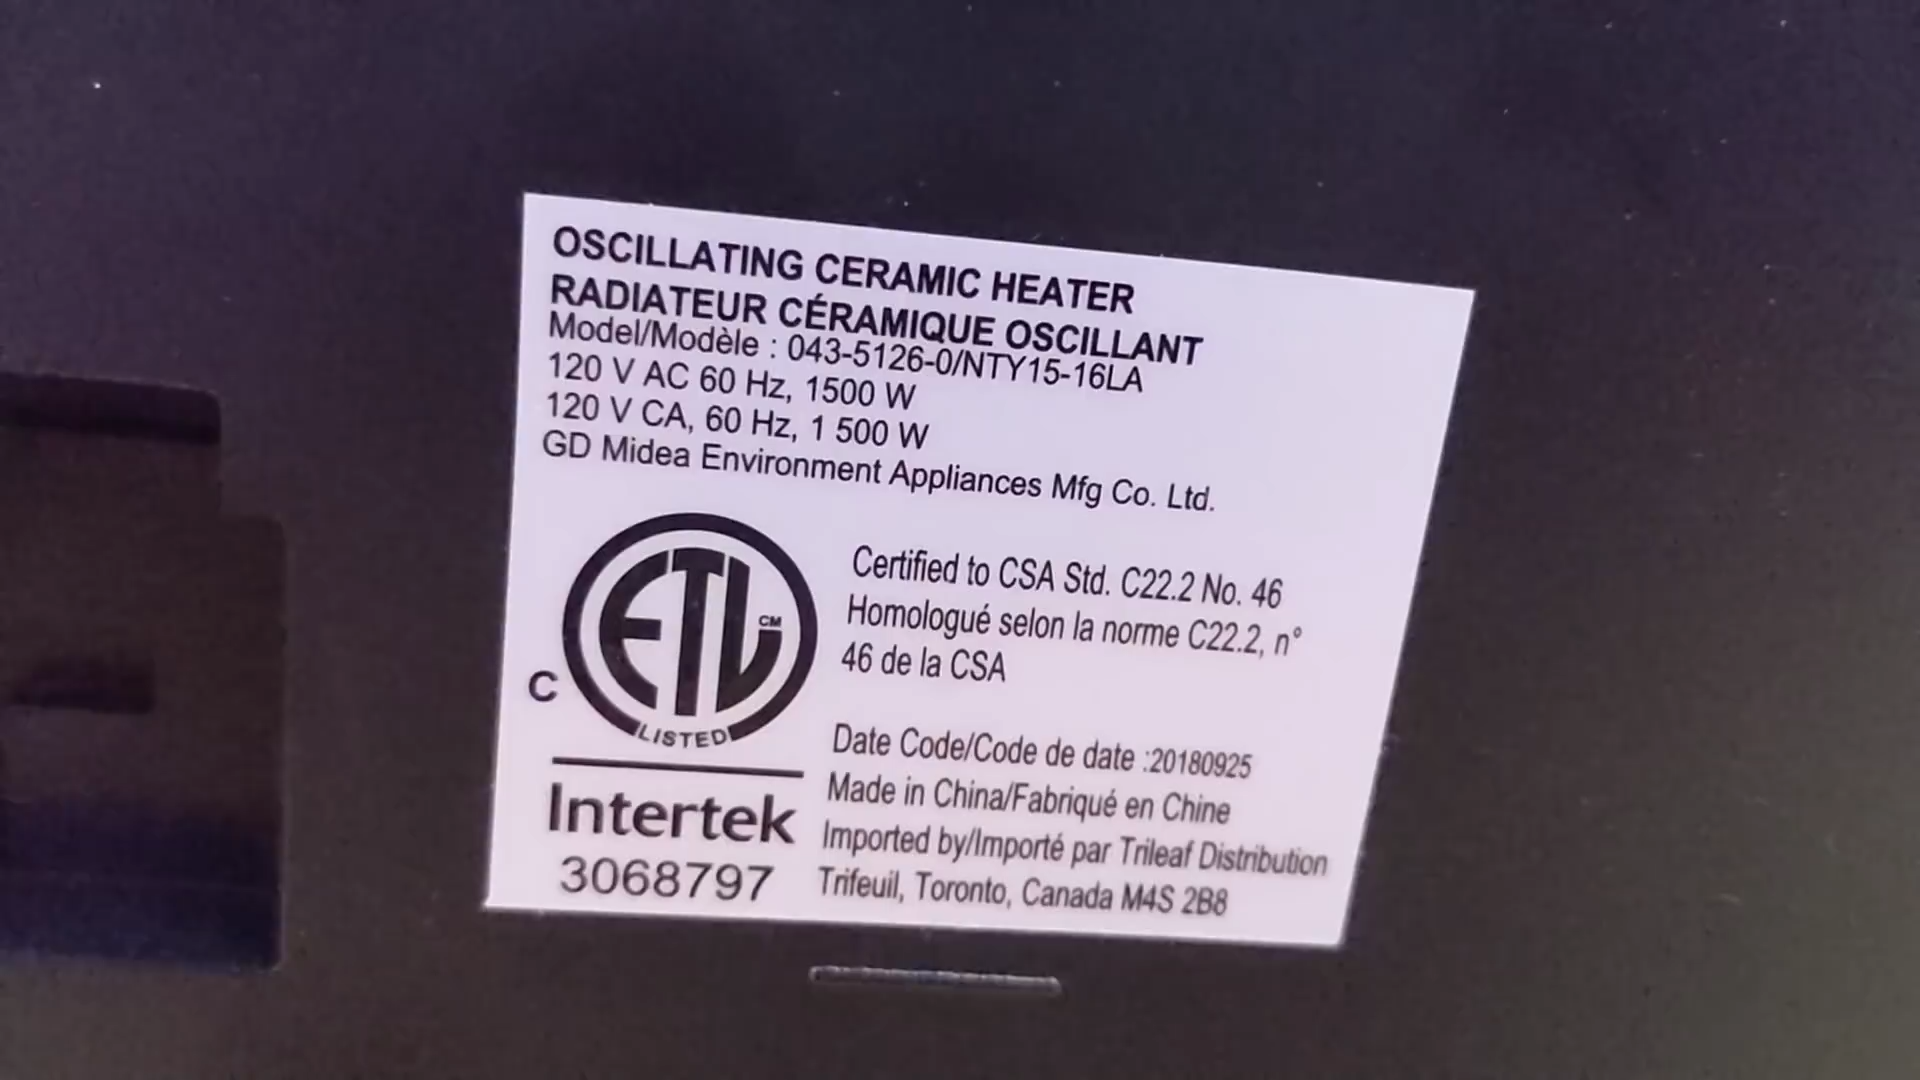 OSCILLATING CERAMIC HEATER
RADIATEUR CÉRAMIQUE OSCILLANT
Model/Modèle : 043-5126-0/NTY15-16LA
120 V AC 60 Hz, 1500 W
120 V CA, 60 Hz, 1 500 W
GD Midea Environment Appliances Mfg Co. Ltd.
C
ETL CM
LISTED
Intertek
3068797
Certified to CSA Std. C22.2 No. 46
Homologué selon la norme C22.2, n°
46 de la CSA
Date Code/Code de date :20180925
Made in China/Fabriqué en Chine
Imported by/Importé par Trileaf Distribution
Trifeuil, Toronto, Canada M4S 2B8